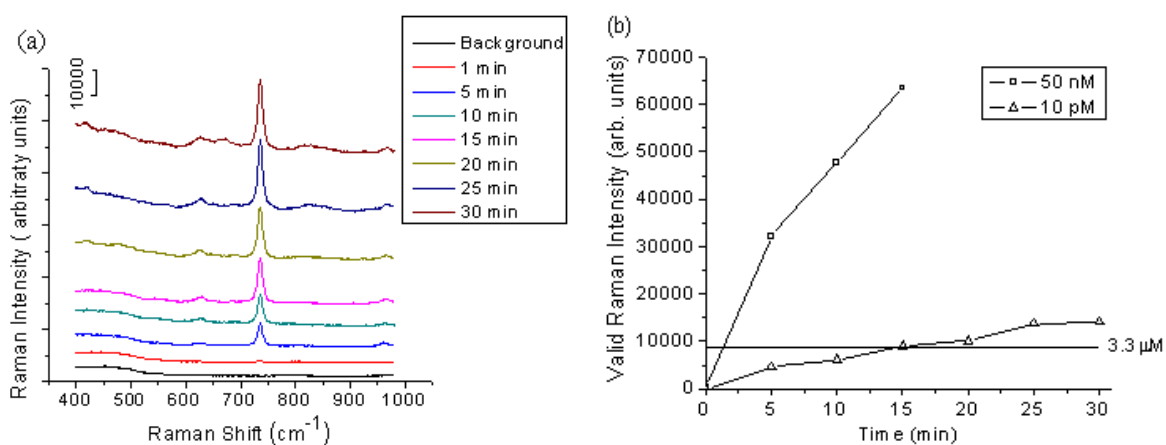 (a)
10000
Background
1 min
5 min
10 min
15 min
20 min
25 min
30 min
Raman Intensity ( arbitraty units)
400 500 600 700 800 900 1000
Raman Shift (cm-1)
(b)
70000
60000
50000
40000
30000
20000
10000
0
Valid Raman Intensity (arb. units)
50 nM
10 pM
3.3 µM
0 5 10 15 20 25 30
Time (min)